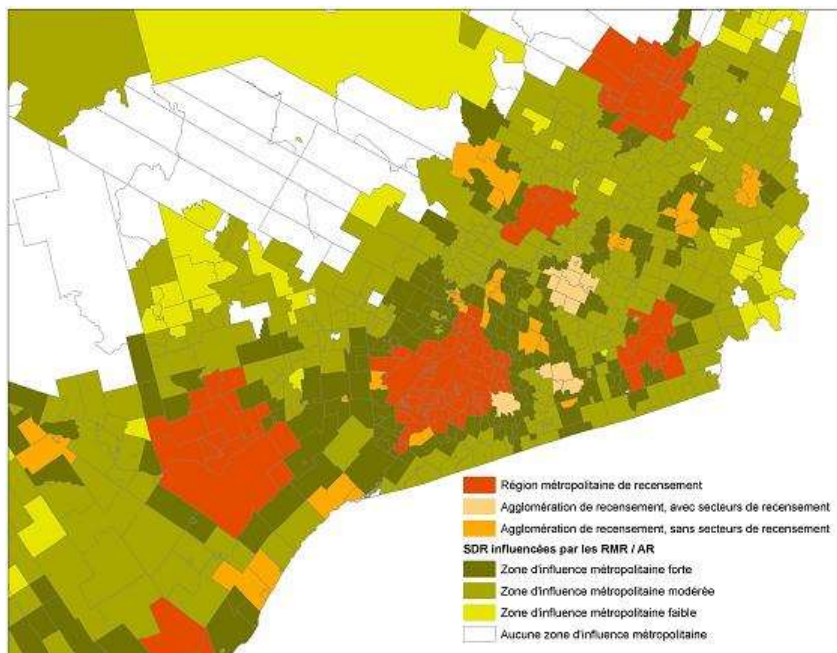 Région métropolitaine de recensement
Agglomération de recensement, avec secteurs de recensement
Agglomération de recensement, sans secteurs de recensement
SDR influencées par les RMR / AR
Zone d'influence métropolitaine forte
Zone d'influence métropolitaine modérée
Zone d'influence métropolitaine faible
Aucune zone d'influence métropolitaine